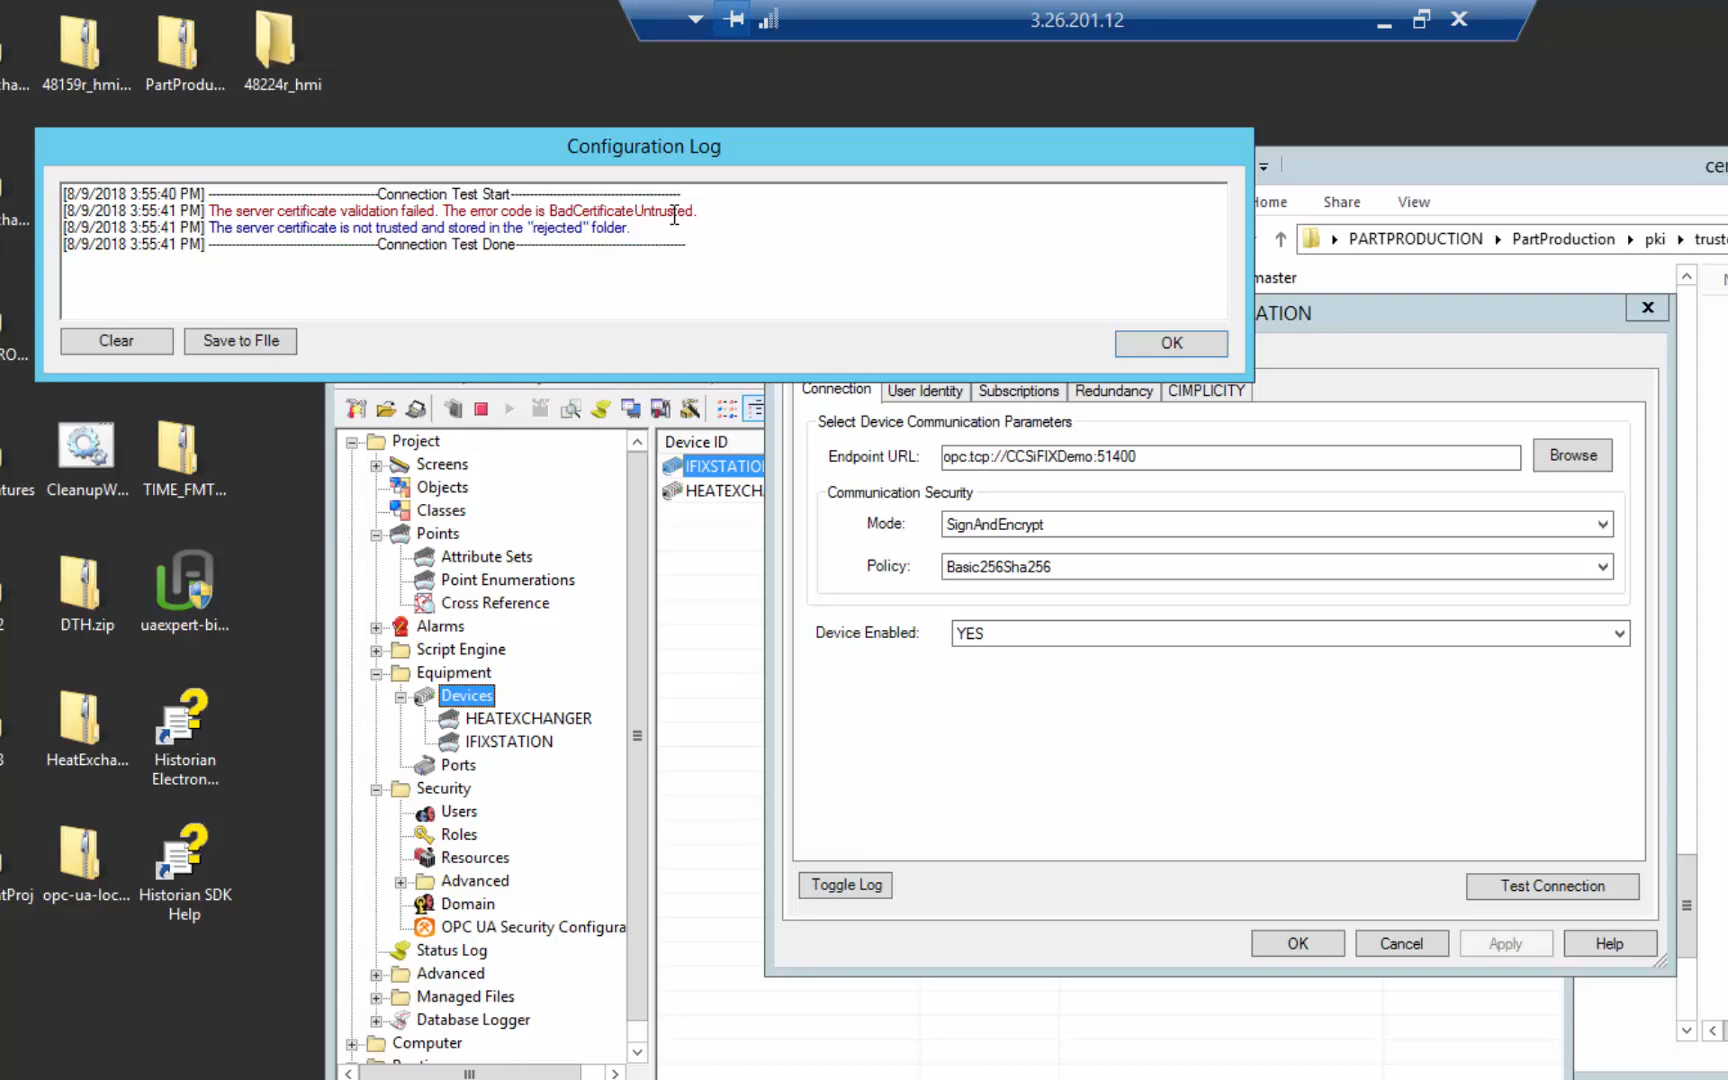 3.26.201.12
cha...
48159r_hmi...
PartProdu...
48224r_hmi
Configuration Log
[8/9/2018 3:55:40 PM] ----------Connection Test Start----------
[8/9/2018 3:55:41 PM] The server certificate validation failed. The error code is BadCertificateUntrusted.
[8/9/2018 3:55:41 PM] The server certificate is not trusted and stored in the "rejected" folder.
[8/9/2018 3:55:41 PM] ----------Connection Test Done----------
Clear
Save to FIle
OK
cer
Home
Share
View
PARTPRODUCTION
PartProduction
pki
truste
master
ATION
cha...
RO...
Connection
User Identity
Subscriptions
Redundancy
CIMPLICITY
Select Device Communication Parameters
Endpoint URL:
opc.tcp://CCSiFIXDemo:51400
Browse
Communication Security
Mode:
SignAndEncrypt
Policy:
Basic256Sha256
Device Enabled:
YES
Toggle Log
Test Connection
OK
Cancel
Apply
Help
Device ID
IFIXSTATIO
HEATEXCH
Project
Screens
Objects
Classes
Points
Attribute Sets
Point Enumerations
Cross Reference
Alarms
Script Engine
Equipment
Devices
HEATEXCHANGER
IFIXSTATION
Ports
Security
Users
Roles
Resources
Advanced
Domain
OPC UA Security Configura
Status Log
Advanced
Managed Files
Database Logger
Computer
tures
CleanupW...
TIME_FMT...
2
DTH.zip
uaexpert-bi...
3
HeatExcha...
Historian
Electron...
tProj
opc-ua-loc...
Historian SDK
Help